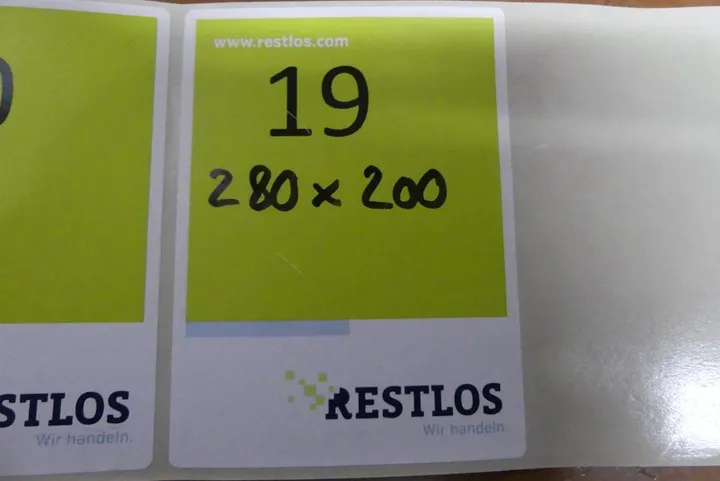 www.restlos.com
19
280 x 200
RESTLOS
Wir handeln.
STLOS
Wir handeln.